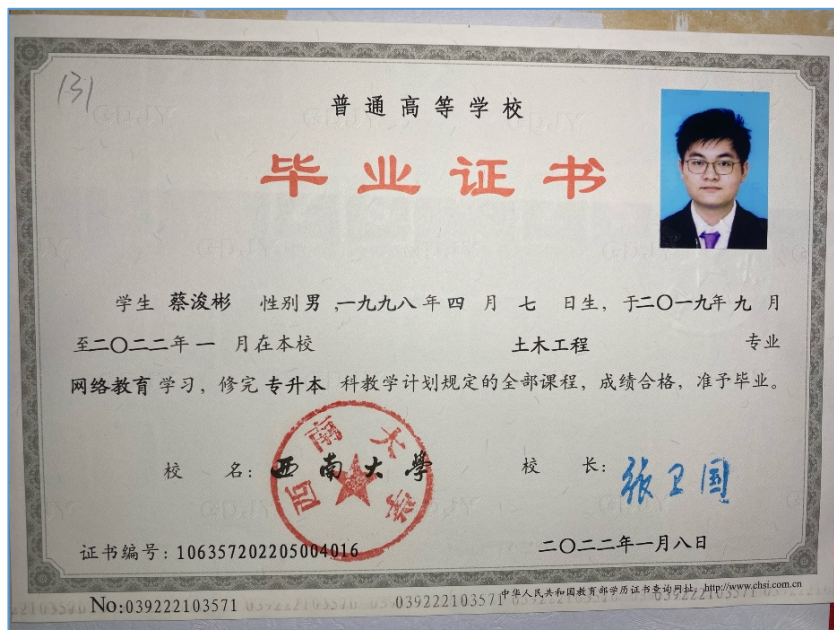 131
普通高等学校
毕业证书
学生 蔡浚彬 性别 男 ,一九九八年四 月 七 日生，于二〇一九年九 月
至二〇二二年一 月在本校 土木工程 专业
网络教育 学习，修完 专升本 科教学计划规定的全部课程，成绩合格，准予毕业。
校 名：西南大學
校 长：张卫国
西南大学
证书编号：106357202205004016
二〇二二年一月八日
中华人民共和国教育部学历证书查询网址：http://www.chsi.com.cn
No:039222103571
039222103571